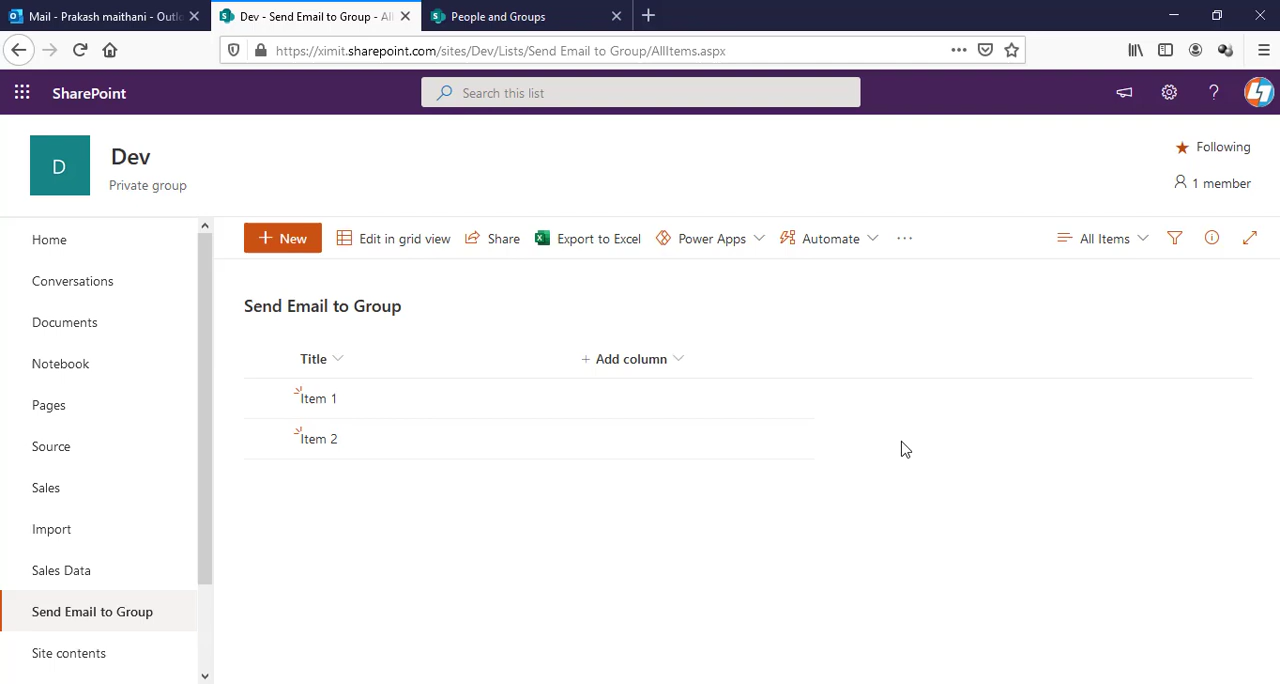 Mail - Prakash maithani - Outlo
Dev - Send Email to Group - Al
People and Groups
https://ximit.sharepoint.com/sites/Dev/Lists/Send Email to Group/AllItems.aspx
SharePoint
Search this list
D
Dev
Private group
Following
1 member
Home
Conversations
Documents
Notebook
Pages
Source
Sales
Import
Sales Data
Send Email to Group
Site contents
+ New
Edit in grid view
Share
Export to Excel
Power Apps
Automate
All Items
Send Email to Group
Title
+ Add column
Item 1
Item 2